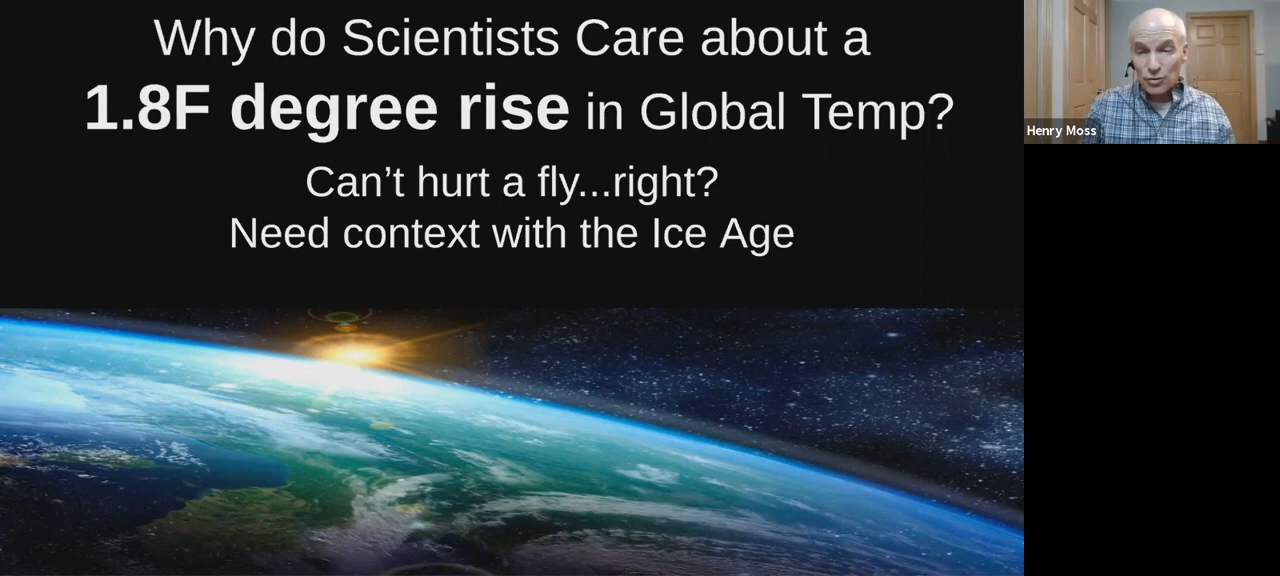 Why do Scientists Care about a
1.8F degree rise in Global Temp?
Can’t hurt a fly...right?
Need context with the Ice Age
Henry Moss